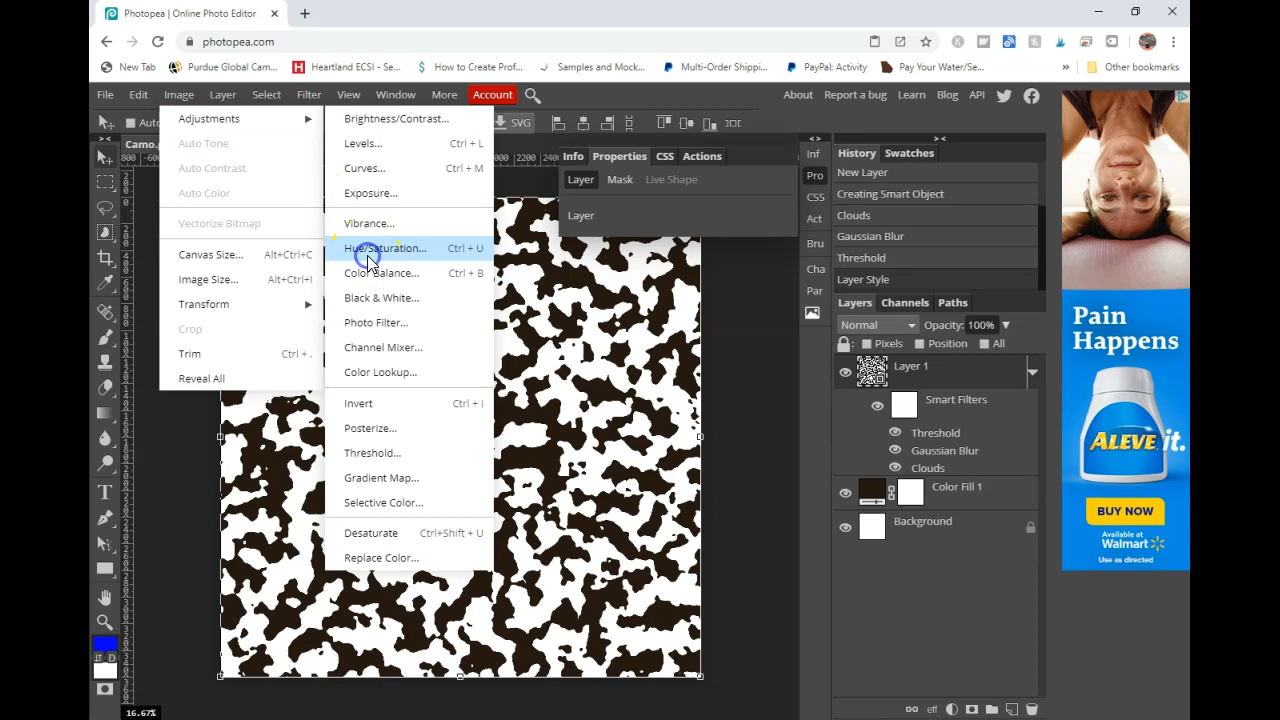 Photopea | Online Photo Editor
photopea.com
New Tab
Purdue Global Cam...
Heartland ECSI - Se...
How to Create Prof...
Samples and Mock...
Multi-Order Shippi...
PayPal: Activity
Pay Your Water/Se...
Other bookmarks
File Edit Image Layer Select Filter View Window More Account
About Report a bug Learn Blog API
SVG
Camo.p
Adjustments
Auto Tone
Auto Contrast
Auto Color
Vectorize Bitmap
Canvas Size... Alt+Ctrl+C
Image Size... Alt+Ctrl+I
Transform
Crop
Trim Ctrl + .
Reveal All
Brightness/Contrast...
Levels... Ctrl + L
Curves... Ctrl + M
Exposure...
Vibrance...
Hue/Saturation... Ctrl + U
Color Balance... Ctrl + B
Black & White...
Photo Filter...
Channel Mixer...
Color Lookup...
Invert Ctrl + I
Posterize...
Threshold...
Gradient Map...
Selective Color...
Desaturate Ctrl+Shift + U
Replace Color...
Info Properties CSS Actions
Layer Mask Live Shape
Layer
Inf
Pro
CSS
Act
Bru
Cha
Par
History Swatches
New Layer
Creating Smart Object
Clouds
Gaussian Blur
Threshold
Layer Style
Layers Channels Paths
Normal Opacity: 100%
Pixels Position All
Layer 1
Smart Filters
Threshold
Gaussian Blur
Clouds
Color Fill 1
Background
eff
16.67%
Pain
Happens
ALEVE it.
BUY NOW
Available at
Walmart
Use as directed